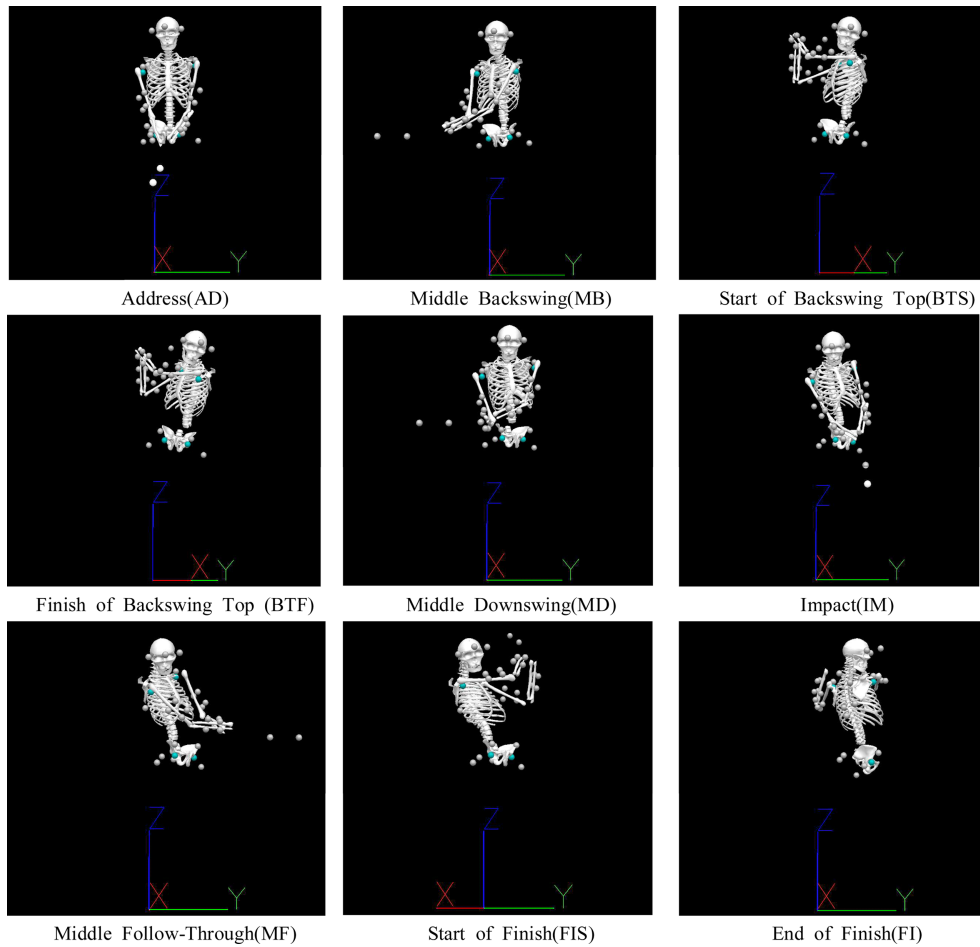 Z
X Y
Z
X Y
Z
X Y
Address(AD)
Middle Backswing(MB)
Start of Backswing Top(BTS)
Z
X Y
Z
X Y
Z
X Y
Finish of Backswing Top (BTF)
Middle Downswing(MD)
Impact(IM)
Z
X Y
Z
X Y
Z
X Y
Middle Follow-Through(MF)
Start of Finish(FIS)
End of Finish(FI)